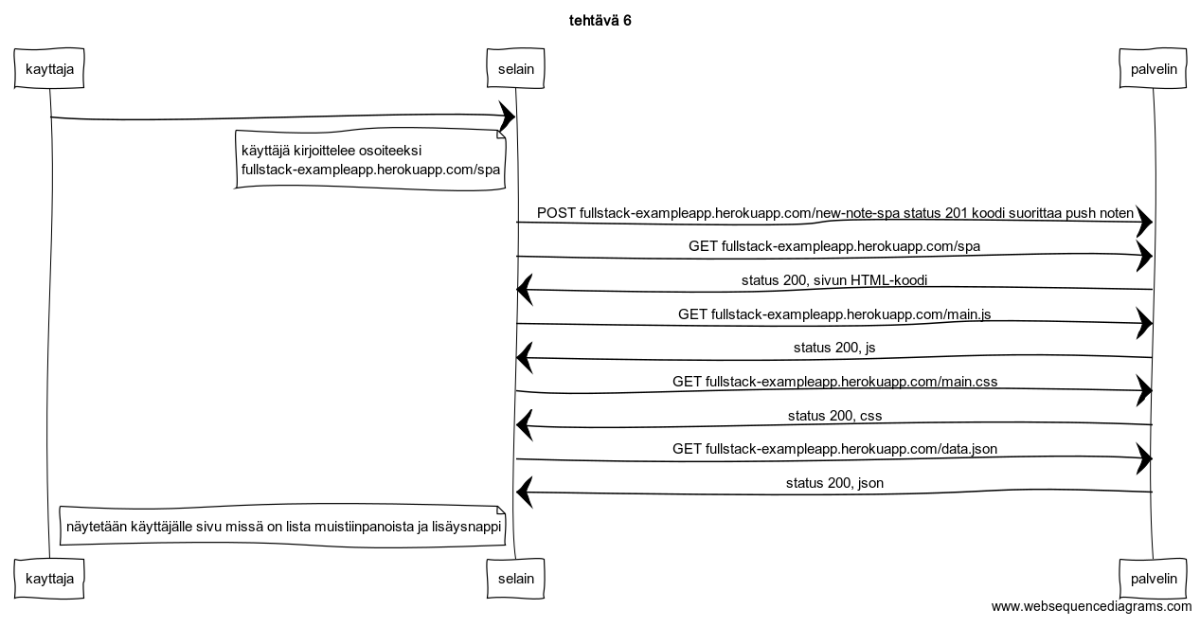 tehtävä 6
kayttaja
selain
palvelin
käyttäjä kirjoittelee osoiteeksi
fullstack-exampleapp.herokuapp.com/spa
POST fullstack-exampleapp.herokuapp.com/new-note-spa status 201 koodi suorittaa push noten
GET fullstack-exampleapp.herokuapp.com/spa
status 200, sivun HTML-koodi
GET fullstack-exampleapp.herokuapp.com/main.js
status 200, js
GET fullstack-exampleapp.herokuapp.com/main.css
status 200, css
GET fullstack-exampleapp.herokuapp.com/data.json
status 200, json
näytetään käyttäjälle sivu missä on lista muistiinpanoista ja lisäysnappi
kayttaja
selain
palvelin
www.websequencediagrams.com